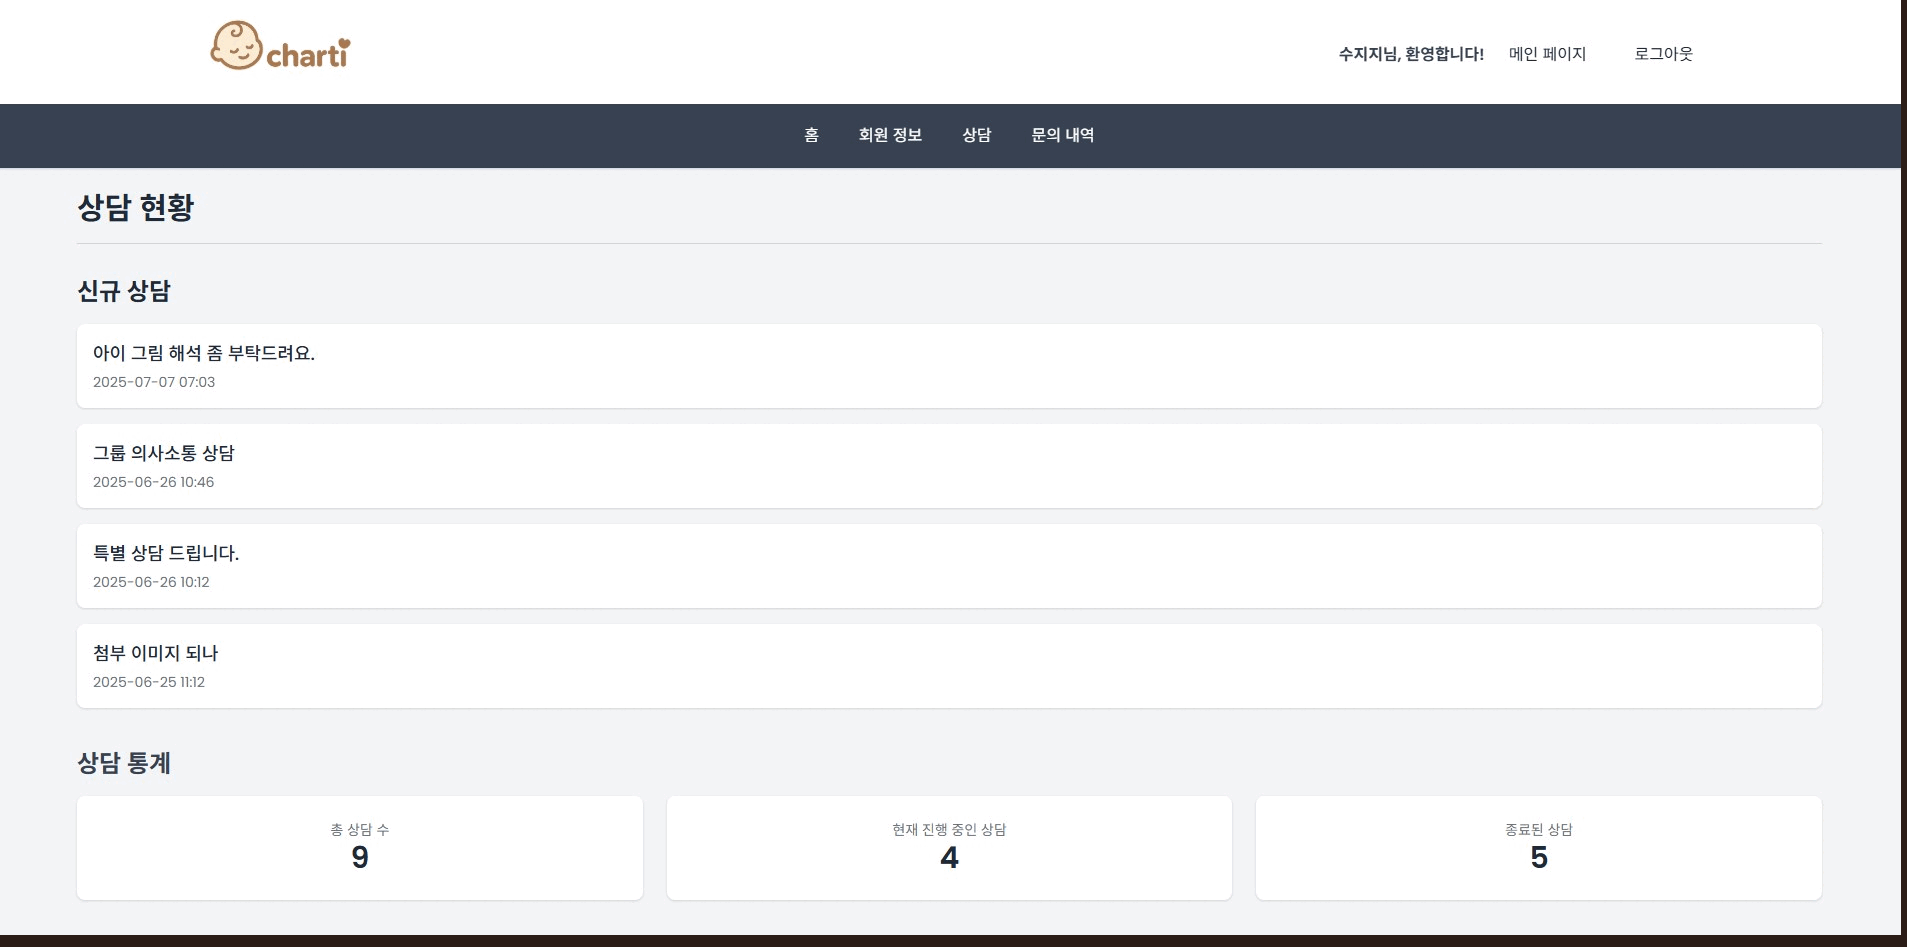 charti
수지지님, 환영합니다! 메인 페이지 로그아웃
홈 회원 정보 상담 문의 내역
상담 현황
신규 상담
아이 그림 해석 좀 부탁드려요.
2025-07-07 07:03
그룹 의사소통 상담
2025-06-26 10:46
특별 상담 드립니다.
2025-06-26 10:12
첨부 이미지 되나
2025-06-25 11:12
상담 통계
총 상담 수 현재 진행 중인 상담 종료된 상담
9 4 5